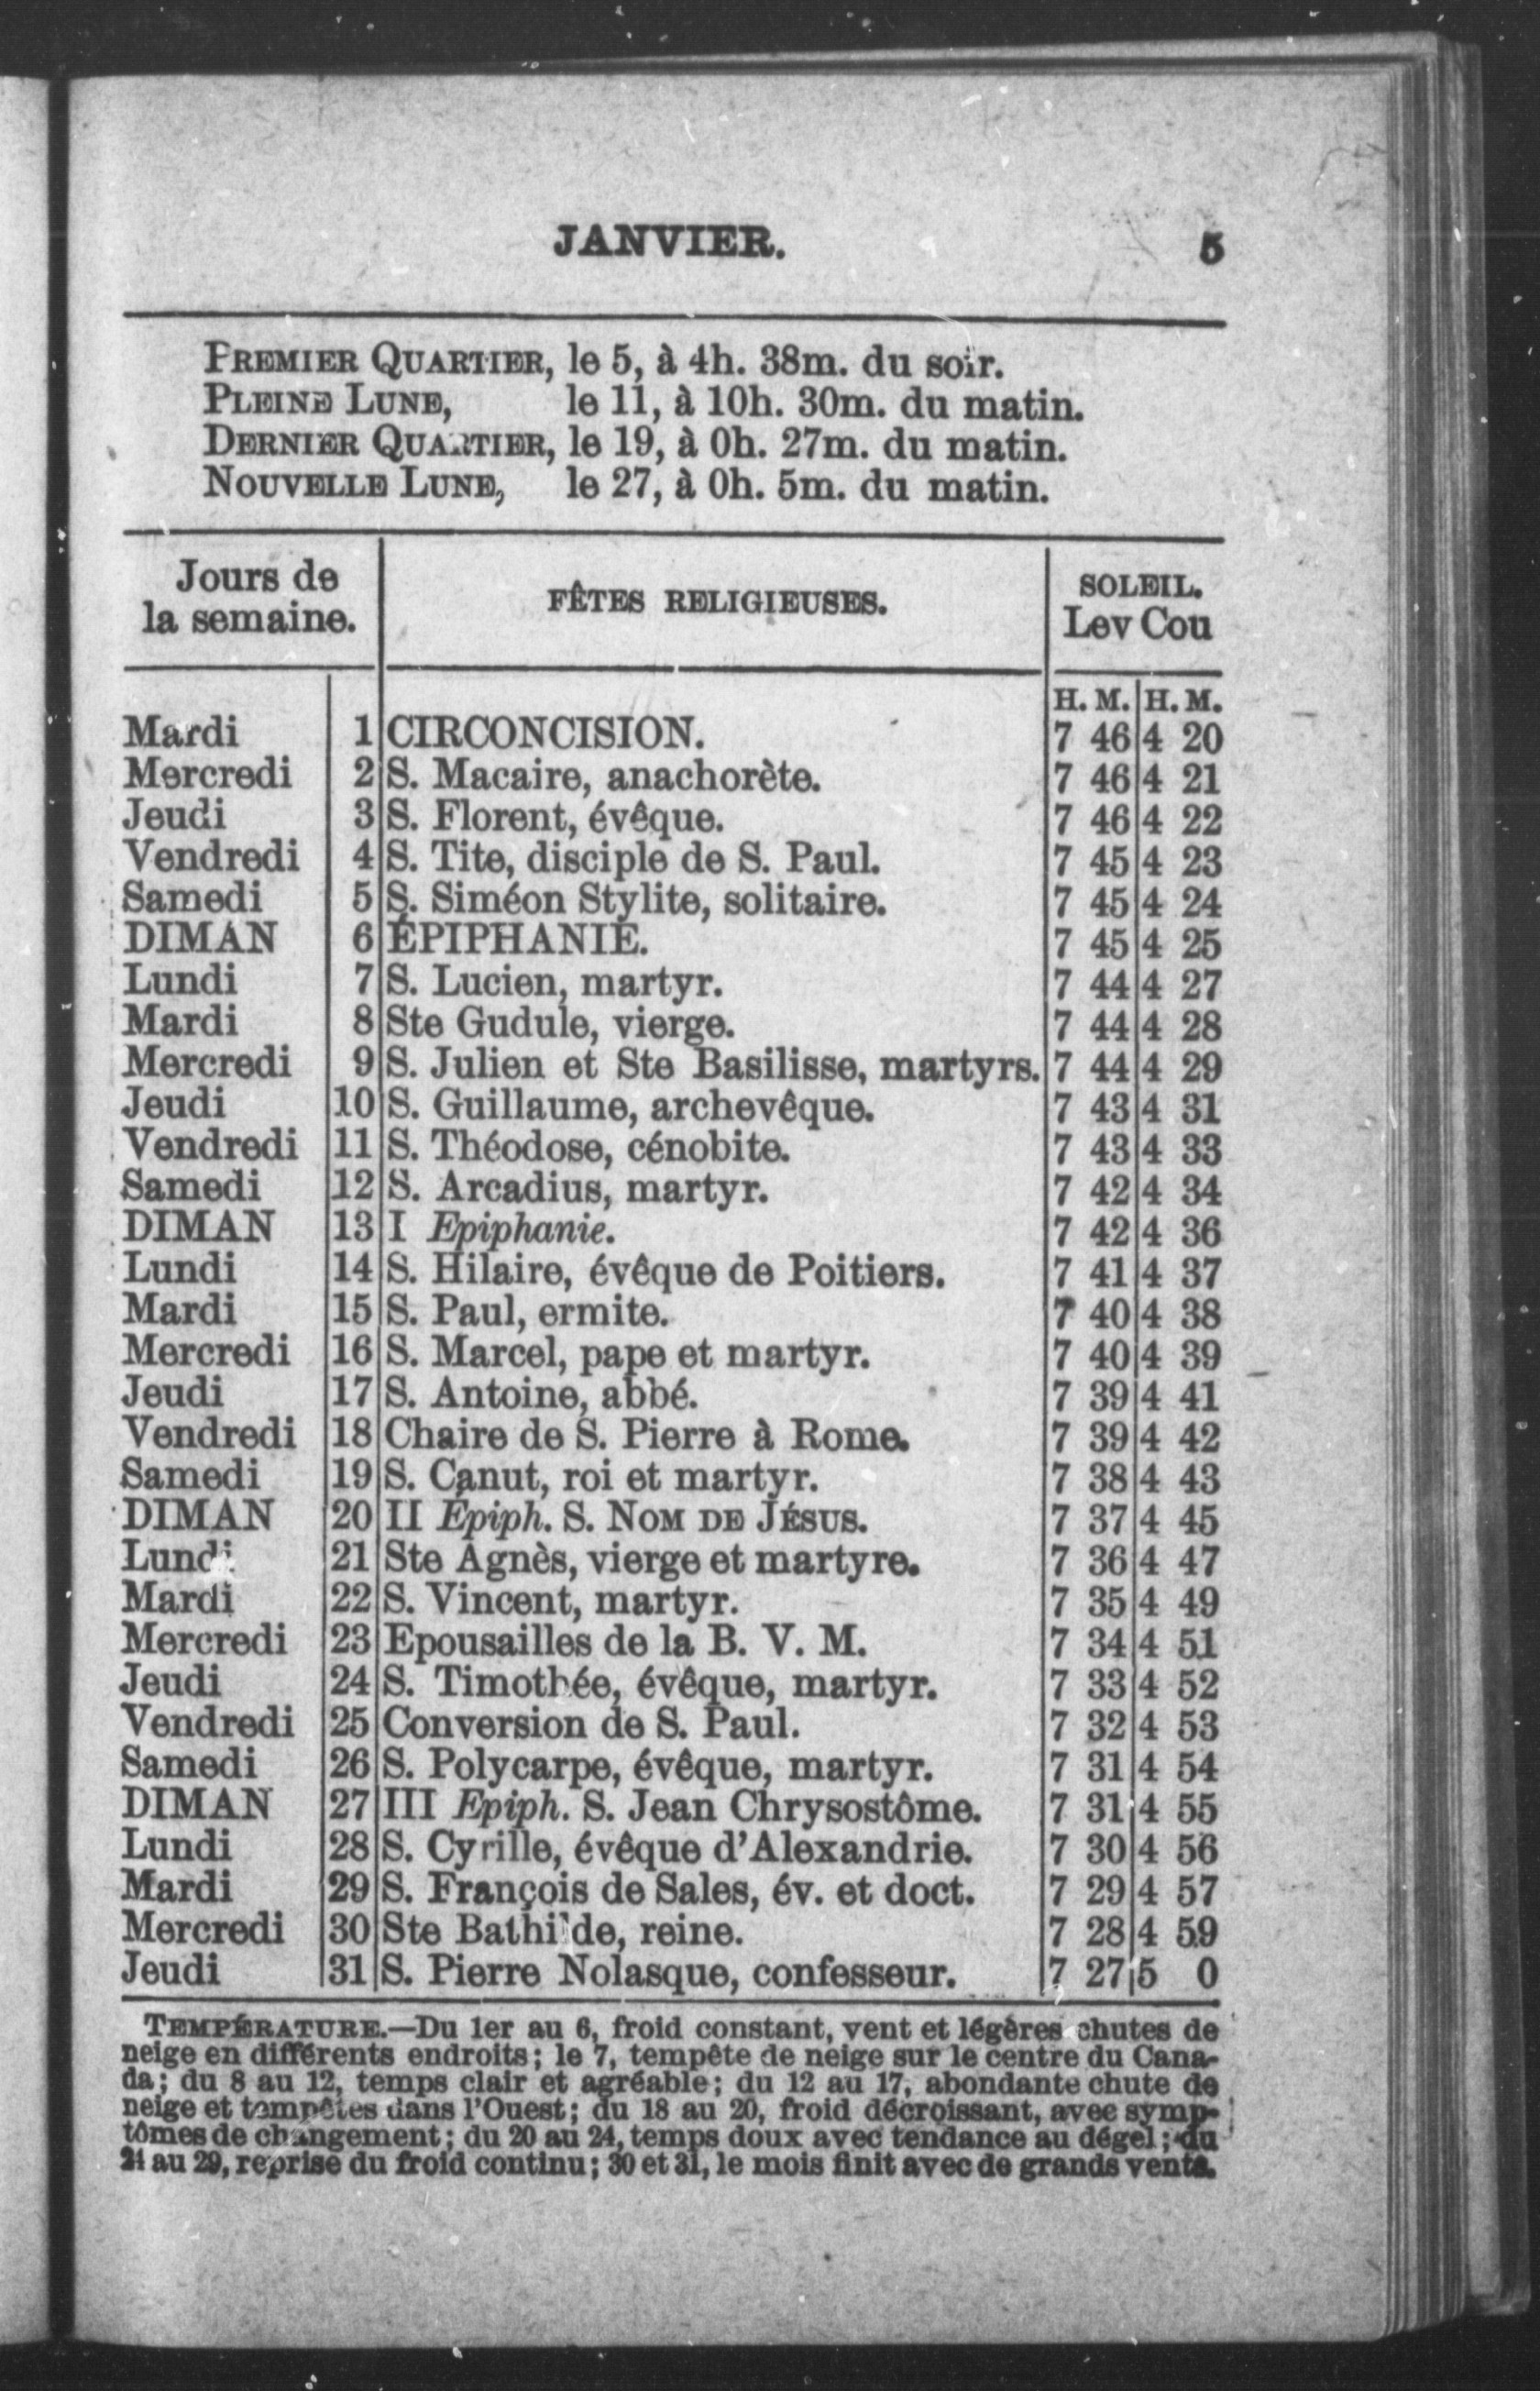 JANVIER. 5
PREMIER QUARTIER, le 5, à 4h. 38m. du soir.
PLEINE LUNE, le 11, à 10h. 30m. du matin.
DERNIER QUARTIER, le 19, à 0h. 27m. du matin.
NOUVELLE LUNE, le 27, à 0h. 5m. du matin.
Jours de la semaine. FÊTES RELIGIEUSES. SOLEIL.
Lev Cou
H. M. H. M.
Mardi 1 CIRCONCISION. 7 46 4 20
Mercredi 2 S. Macaire, anachorète. 7 46 4 21
Jeudi 3 S. Florent, évêque. 7 46 4 22
Vendredi 4 S. Tite, disciple de S. Paul. 7 45 4 23
Samedi 5 S. Siméon Stylite, solitaire. 7 45 4 24
DIMAN 6 ÉPIPHANIE. 7 45 4 25
Lundi 7 S. Lucien, martyr. 7 44 4 27
Mardi 8 Ste Gudule, vierge. 7 44 4 28
Mercredi 9 S. Julien et Ste Basilisse, martyrs. 7 44 4 29
Jeudi 10 S. Guillaume, archevêque. 7 43 4 31
Vendredi 11 S. Théodose, cénobite. 7 43 4 33
Samedi 12 S. Arcadius, martyr. 7 42 4 34
DIMAN 13 I Epiphanie. 7 42 4 36
Lundi 14 S. Hilaire, évêque de Poitiers. 7 41 4 37
Mardi 15 S. Paul, ermite. 7 40 4 38
Mercredi 16 S. Marcel, pape et martyr. 7 40 4 39
Jeudi 17 S. Antoine, abbé. 7 39 4 41
Vendredi 18 Chaire de S. Pierre à Rome. 7 39 4 42
Samedi 19 S. Canut, roi et martyr. 7 38 4 43
DIMAN 20 II Épiph. S. NOM DE JÉSUS. 7 37 4 45
Lundi 21 Ste Agnès, vierge et martyre. 7 36 4 47
Mardi 22 S. Vincent, martyr. 7 35 4 49
Mercredi 23 Epousailles de la B. V. M. 7 34 4 51
Jeudi 24 S. Timothée, évêque, martyr. 7 33 4 52
Vendredi 25 Conversion de S. Paul. 7 32 4 53
Samedi 26 S. Polycarpe, évêque, martyr. 7 31 4 54
DIMAN 27 III Epiph. S. Jean Chrysostôme. 7 31 4 55
Lundi 28 S. Cyrille, évêque d'Alexandrie. 7 30 4 56
Mardi 29 S. François de Sales, év. et doct. 7 29 4 57
Mercredi 30 Ste Bathilde, reine. 7 28 4 59
Jeudi 31 S. Pierre Nolasque, confesseur. 7 27 5 0
TEMPÉRATURE.—Du 1er au 6, froid constant, vent et légères chutes de
neige en différents endroits; le 7, tempête de neige sur le centre du Cana-
da; du 8 au 12, temps clair et agréable; du 12 au 17, abondante chute de
neige et tempêtes dans l'Ouest; du 18 au 20, froid décroissant, avec symp-
tômes de changement; du 20 au 24, temps doux avec tendance au dégel; du
24 au 29, reprise du froid continu; 30 et 31, le mois finit avec de grands vents.